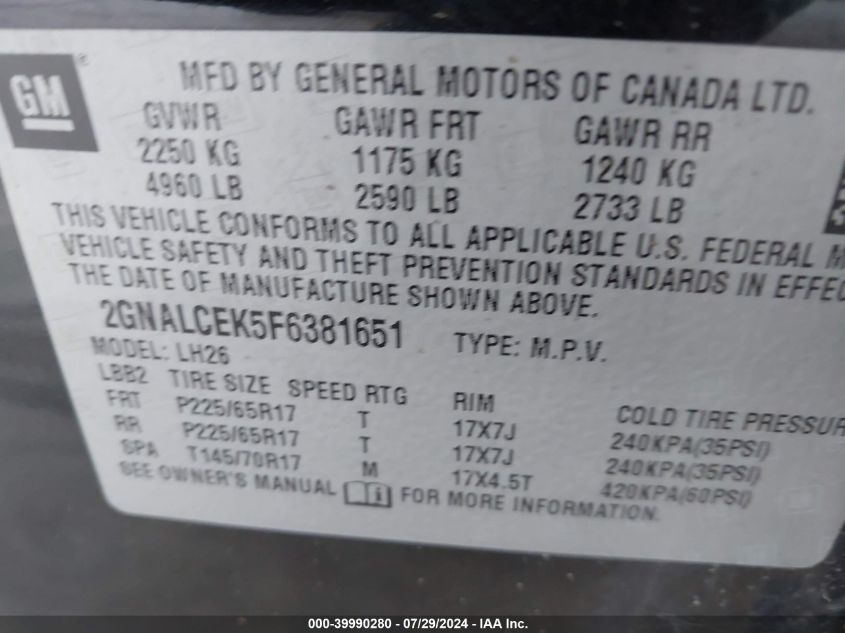 GM ®
MFD BY GENERAL MOTORS OF CANADA LTD.
GVWR GAWR FRT GAWR RR
2250 KG 1175 KG 1240 KG
4960 LB 2590 LB 2733 LB
THIS VEHICLE CONFORMS TO ALL APPLICABLE U.S. FEDERAL M
VEHICLE SAFETY AND THEFT PREVENTION STANDARDS IN EFFEC
THE DATE OF MANUFACTURE SHOWN ABOVE.
2GNALCEK5F6381651 TYPE: M.P.V.
MODEL: LH26
LBB2 TIRE SIZE SPEED RTG RIM COLD TIRE PRESSUR
FRT P225/65R17 T 17X7J 240KPA(35PSI)
RR P225/65R17 T 17X7J 240KPA(35PSI)
SPA T145/70R17 M 17X4.5T 420KPA(60PSI)
SEE OWNER'S MANUAL FOR MORE INFORMATION.
000-39990280 / 07/29/2024 - IAA Inc.